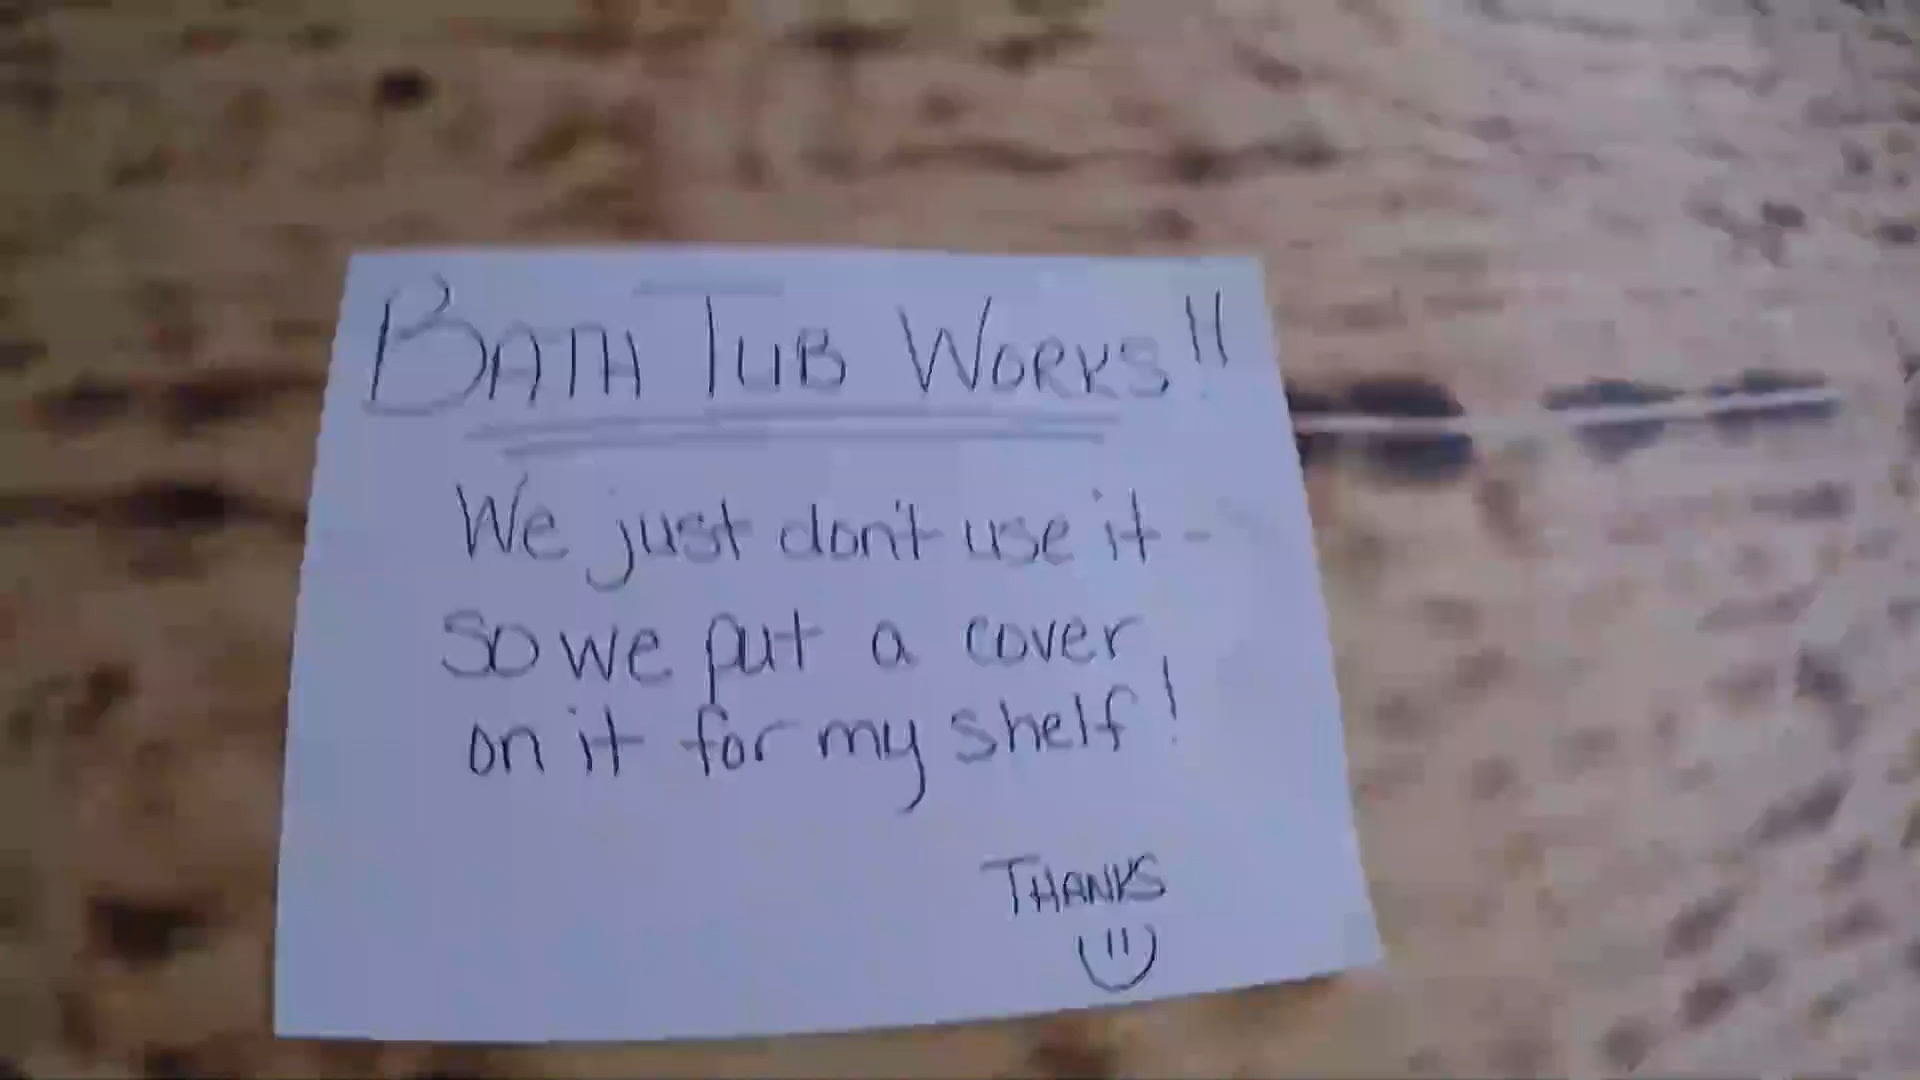 BATH TUB WORKS!!
We just don't use it -
so we put a cover
on it for my shelf!
THANKS